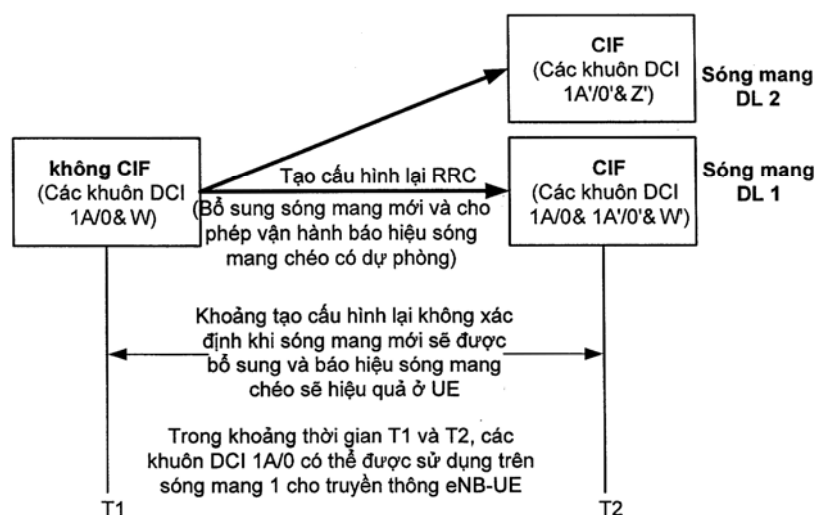 CIF
(Các khuôn DCI
1A'/0'& Z')
Sóng mang
DL 2
không CIF
(Các khuôn DCI
1A/0& W)
Tạo cấu hình lại RRC
(Bổ sung sóng mang mới và cho
phép vận hành báo hiệu sóng
mang chéo có dự phòng)
CIF
(Các khuôn DCI
1A/0& 1A'/0'& W')
Sóng mang
DL 1
Khoảng tạo cấu hình lại không xác
định khi sóng mang mới sẽ được
bổ sung và báo hiệu sóng mang
chéo sẽ hiệu quả ở UE
Trong khoảng thời gian T1 và T2, các
khuôn DCI 1A/0 có thể được sử dụng trên
sóng mang 1 cho truyền thông eNB-UE
T1
T2